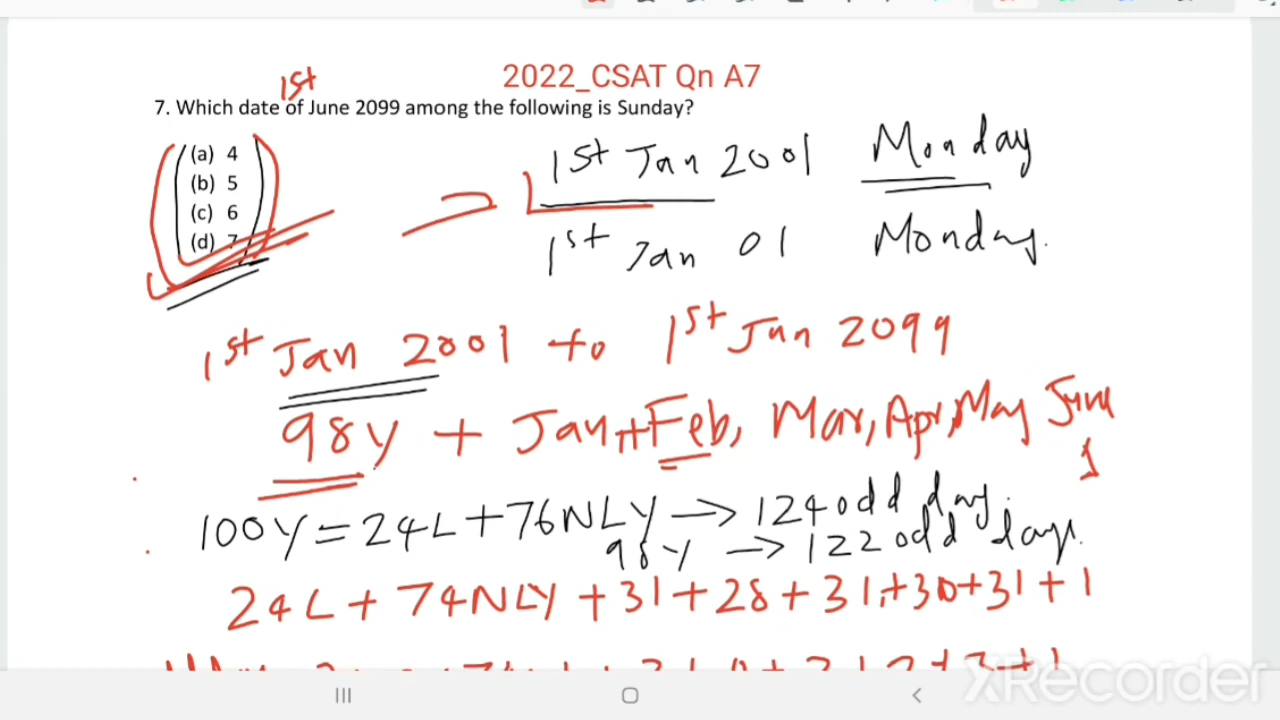 2022_CSAT Qn A7
1st
7. Which date of June 2099 among the following is Sunday?
(a) 4
(b) 5
(c) 6
(d) 7
1st Jan 2001 Monday
1st Jan 01 Monday.
1st Jan 2001 to 1st Jun 2099
98y + Jan + Feb, Mar, Apr, May June
1
100Y = 24L + 76NLY → 124 odd days.
98y → 122 odd days.
24L + 74NLY + 31 + 28 + 31 + 30 + 31 + 1
XRecorder